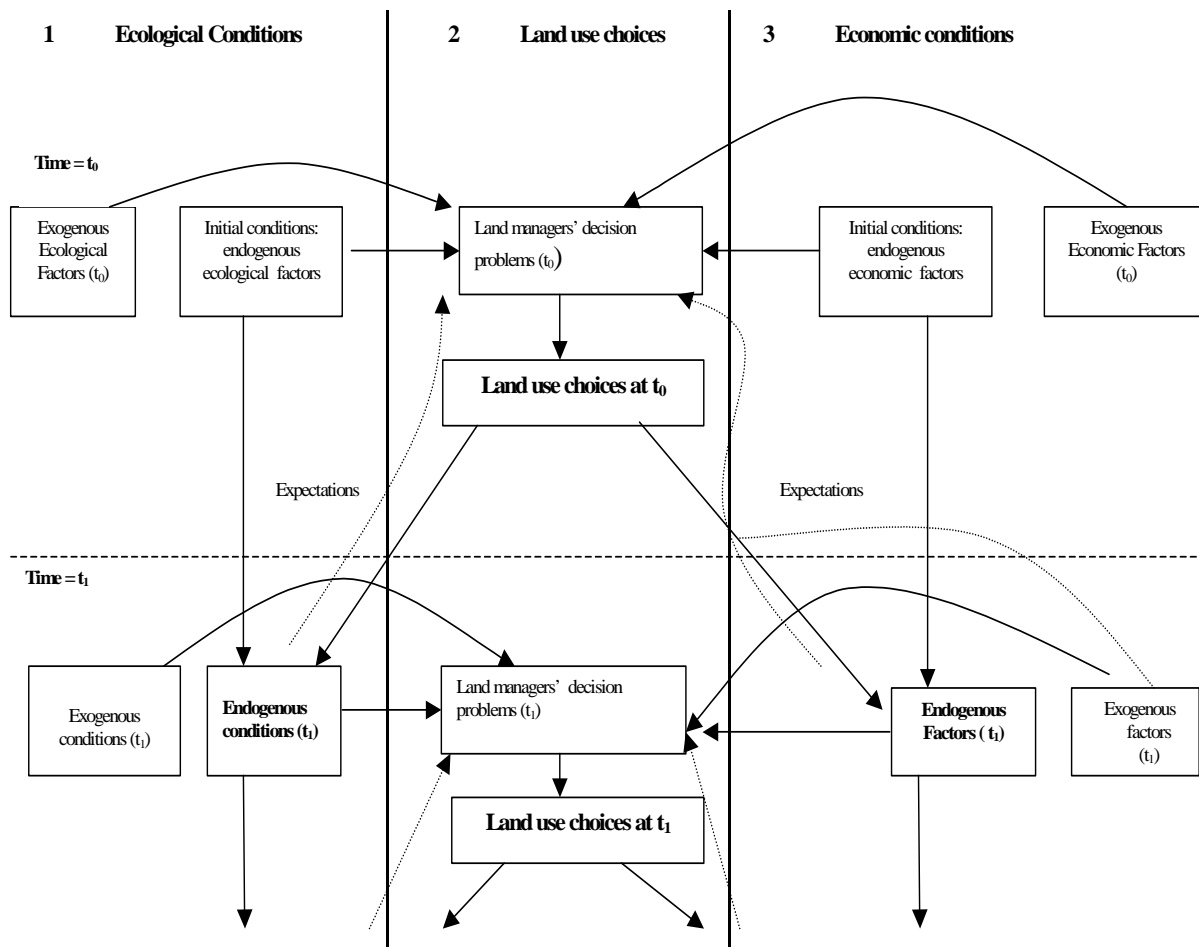 1 Ecological Conditions
2 Land use choices
3 Economic conditions
Time = t₀
Exogenous
Ecological
Factors (t₀)
Initial conditions:
endogenous
ecological factors
Land managers’ decision
problems (t₀)
Initial conditions:
endogenous
economic factors
Exogenous
Economic Factors
(t₀)
Land use choices at t₀
Expectations
Expectations
Time = t₁
Exogenous
conditions (t₁)
Endogenous
conditions (t₁)
Land managers’ decision
problems (t₁)
Endogenous
Factors ( t₁)
Exogenous
factors
(t₁)
Land use choices at t₁